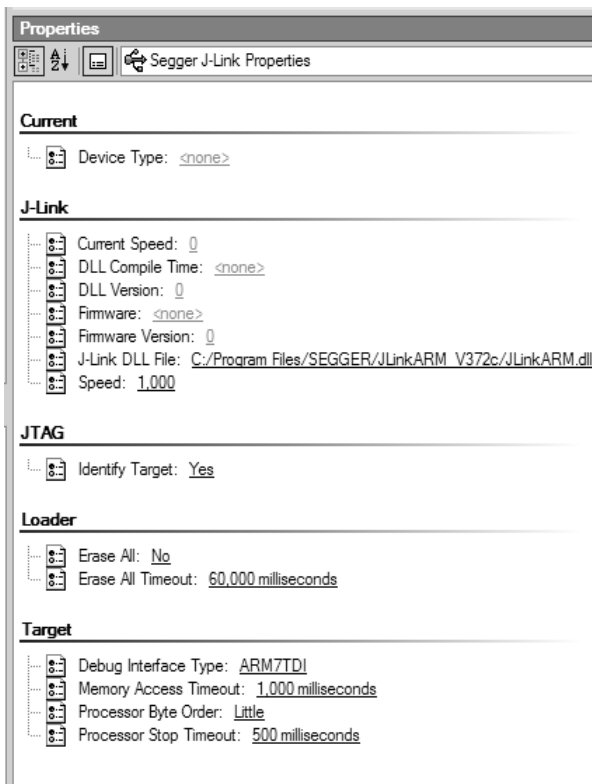 Properties
Segger J-Link Properties
Current
Device Type: <none>
J-Link
Current Speed: 0
DLL Compile Time: <none>
DLL Version: 0
Firmware: <none>
Firmware Version: 0
J-Link DLL File: C:/Program Files/SEGGER/JLinkARM_V372c/JLinkARM.dll
Speed: 1,000
JTAG
Identify Target: Yes
Loader
Erase All: No
Erase All Timeout: 60,000 milliseconds
Target
Debug Interface Type: ARM7TDI
Memory Access Timeout: 1,000 milliseconds
Processor Byte Order: Little
Processor Stop Timeout: 500 milliseconds